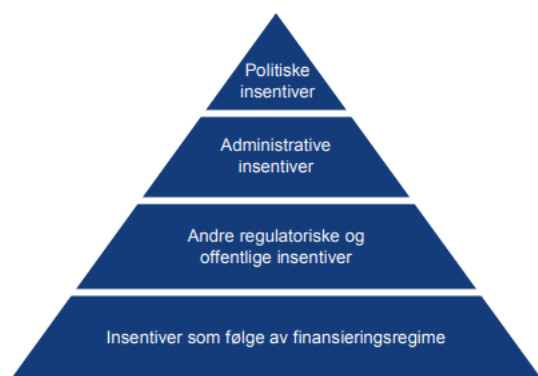 Politiske
insentiver
Administrative
insentiver
Andre regulatoriske og
offentlige insentiver
Insentiver som følge av finansieringsregime